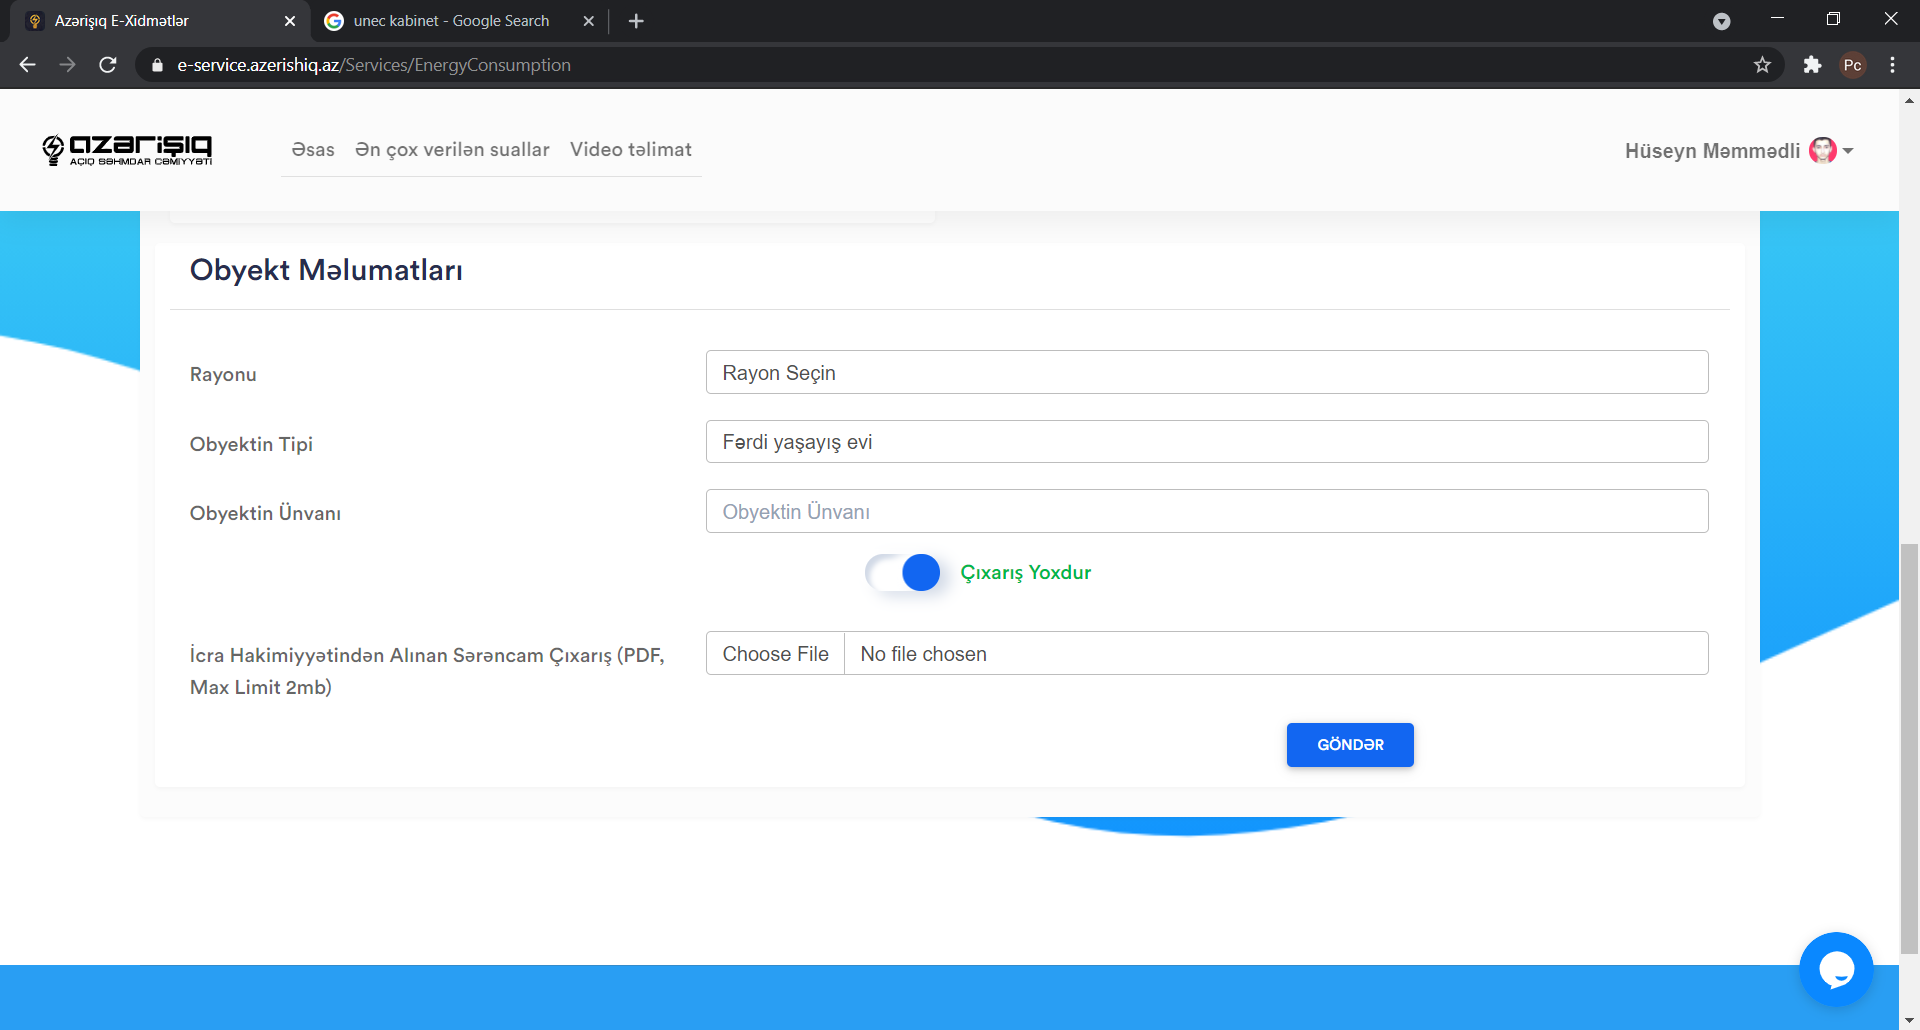 Azərişıq E-Xidmətlər
unec kabinet - Google Search
e-service.azerishiq.az/Services/EnergyConsumption
Pc
azərişıq
AÇIQ SƏHMDAR CƏMİYYƏTİ
Əsas
Ən çox verilən suallar
Video təlimat
Hüseyn Məmmədli
Obyekt Məlumatları
Rayonu
Rayon Seçin
Obyektin Tipi
Fərdi yaşayış evi
Obyektin Ünvanı
Obyektin Ünvanı
Çıxarış Yoxdur
İcra Hakimiyyətindən Alınan Sərəncam Çıxarış (PDF,
Max Limit 2mb)
Choose File
No file chosen
GÖNDƏR